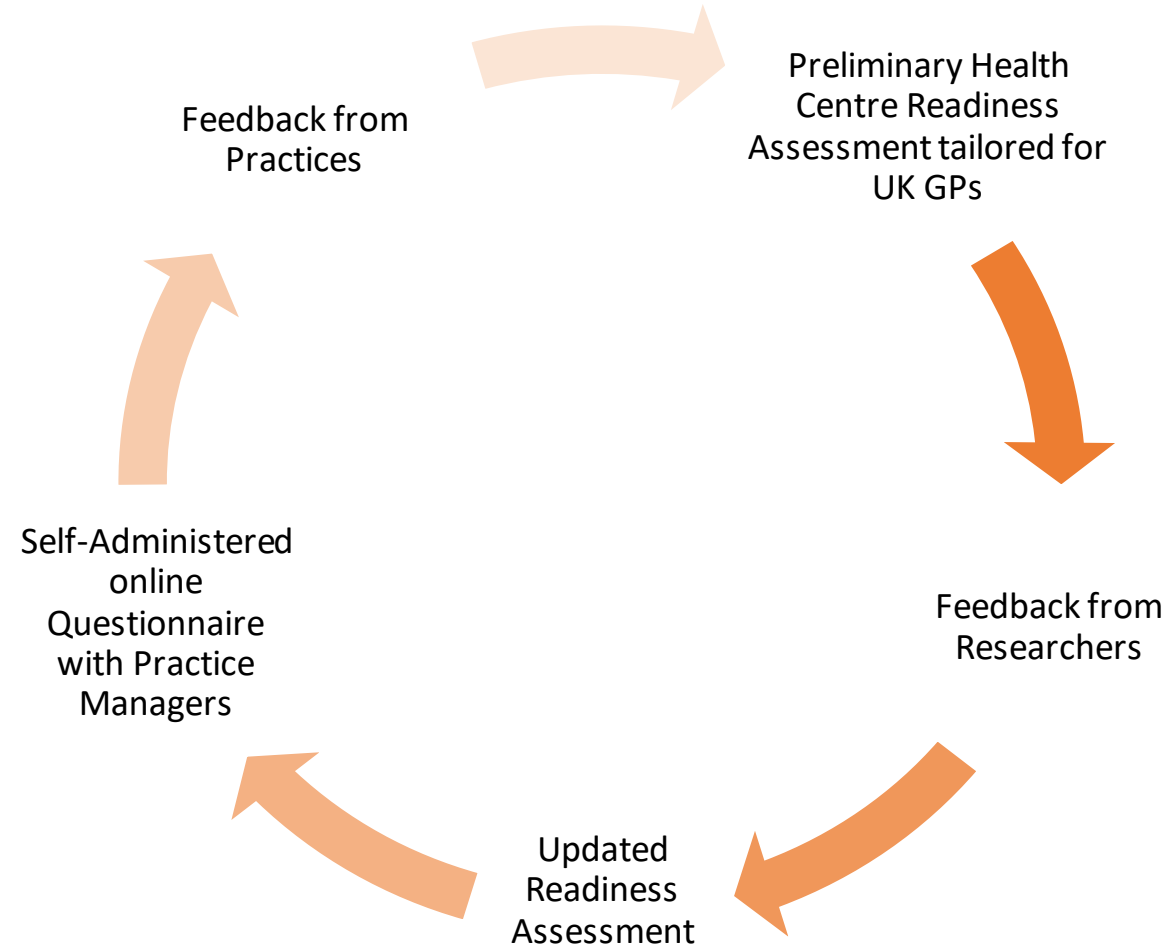 Feedback from
Practices
Preliminary Health
Centre Readiness
Assessment tailored for
UK GPs
Feedback from
Researchers
Updated
Readiness
Assessment
Self-Administered
online
Questionnaire
with Practice
Managers